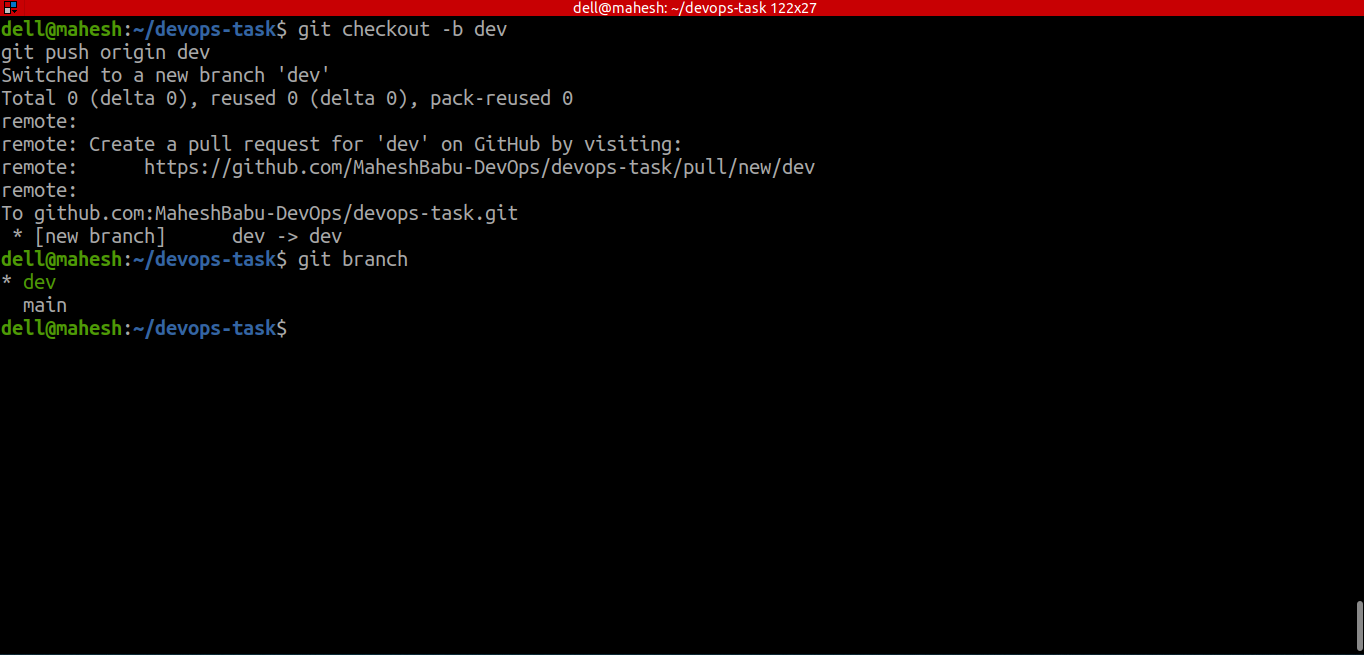 dell@mahesh: ~/devops-task 122x27
dell@mahesh:~/devops-task$ git checkout -b dev
git push origin dev
Switched to a new branch 'dev'
Total 0 (delta 0), reused 0 (delta 0), pack-reused 0
remote:
remote: Create a pull request for 'dev' on GitHub by visiting:
remote:      https://github.com/MaheshBabu-DevOps/devops-task/pull/new/dev
remote:
To github.com:MaheshBabu-DevOps/devops-task.git
 * [new branch]      dev -> dev
dell@mahesh:~/devops-task$ git branch
* dev
  main
dell@mahesh:~/devops-task$